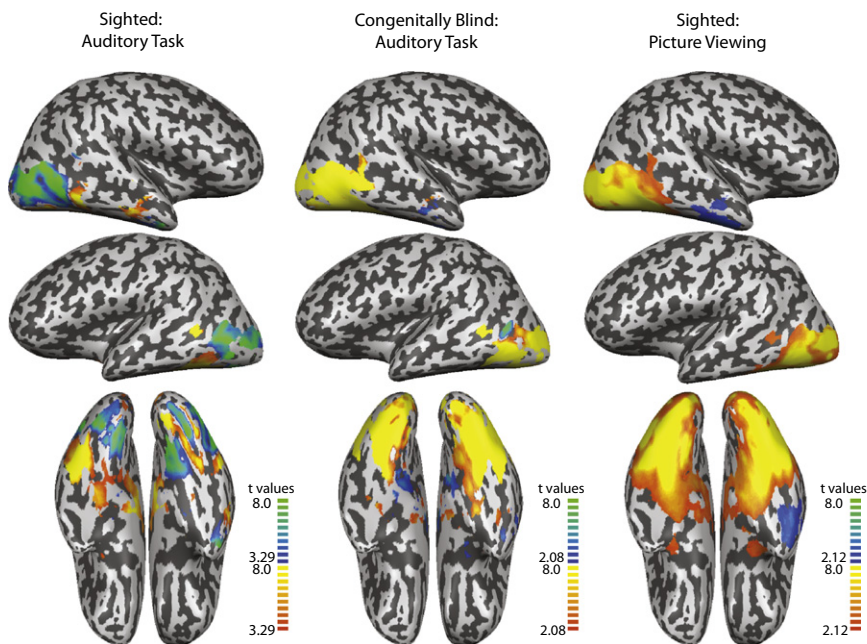 Sighted:
Auditory Task
Congenitally Blind:
Auditory Task
Sighted:
Picture Viewing
t values
8.0
3.29
8.0
3.29
t values
8.0
2.08
8.0
2.08
t values
8.0
2.12
8.0
2.12